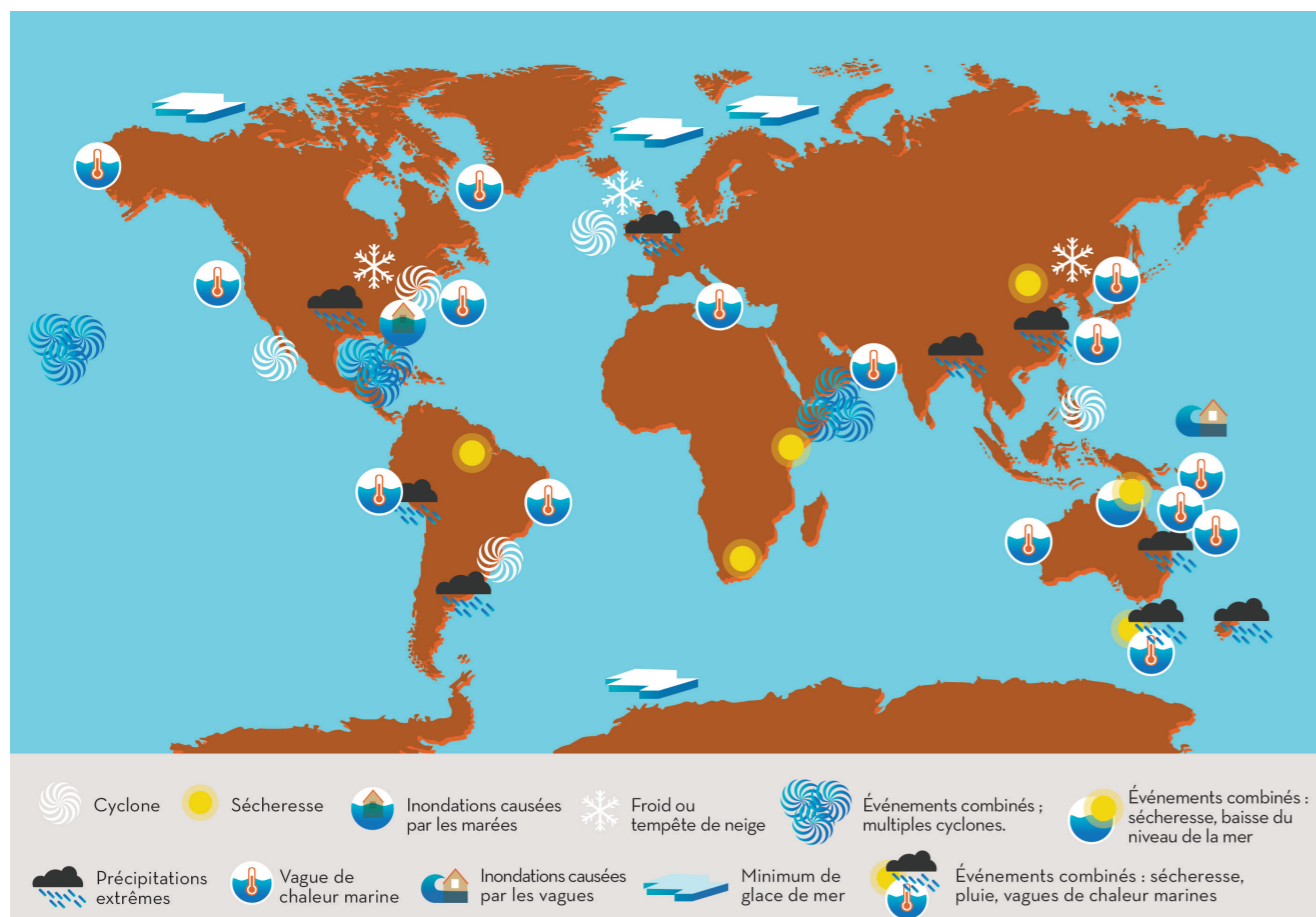 Cyclone
Sécheresse
Inondations causées
par les marées
Froid ou
tempête de neige
Événements combinés ;
multiples cyclones.
Événements combinés :
sécheresse, baisse du
niveau de la mer
Précipitations
extrêmes
Vague de
chaleur marine
Inondations causées
par les vagues
Minimum de
glace de mer
Événements combinés : sécheresse,
pluie, vagues de chaleur marines